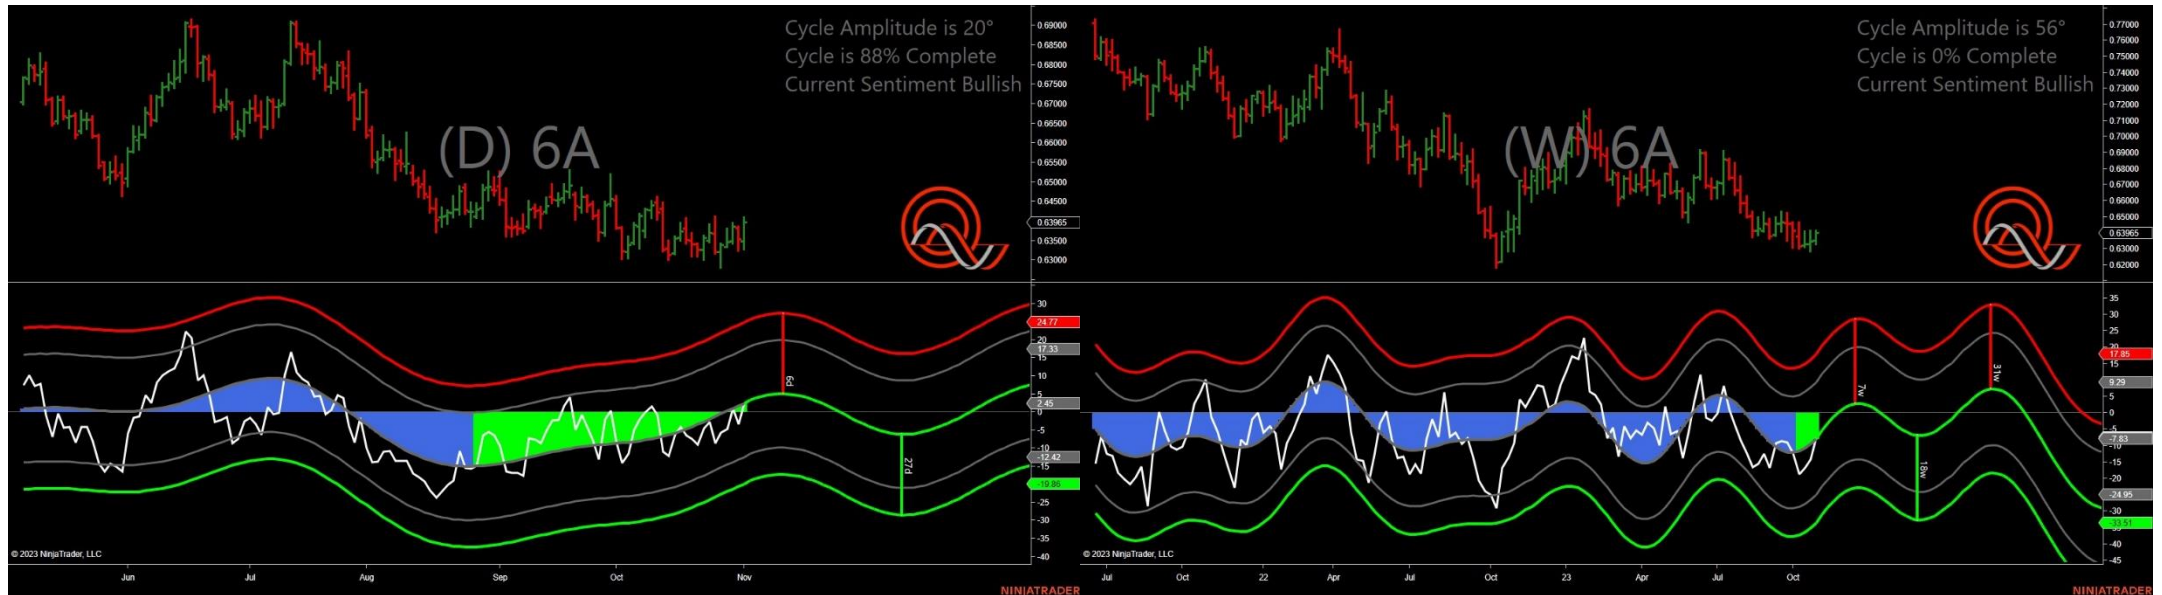 Cycle Amplitude is 20°
Cycle is 88% Complete
Current Sentiment Bullish
(D) 6A
0.69000
0.68500
0.68000
0.67500
0.67000
0.66500
0.66000
0.65500
0.65000
0.64500
0.63965
0.63500
0.63000
30
24.77
20
17.33
15
10
5
2.45
0
-5
-10
-12.42
-15
-19.86
-25
-30
-35
-40
6d
27d
© 2023 NinjaTrader, LLC
Jun
Jul
Aug
Sep
Oct
Nov
NINJATRADER
Cycle Amplitude is 56°
Cycle is 0% Complete
Current Sentiment Bullish
(W) 6A
0.77000
0.76000
0.75000
0.74000
0.73000
0.72000
0.71000
0.70000
0.69000
0.68000
0.67000
0.66000
0.65000
0.63965
0.63000
0.62000
35
30
25
20
17.85
15
9.29
5
0
-5
-7.83
-10
-15
-20
-24.95
-30
-33.51
-40
-45
7w
18w
31w
© 2023 NinjaTrader, LLC
Jul
Oct
22
Apr
Jul
Oct
23
Apr
Jul
Oct
NINJATRADER